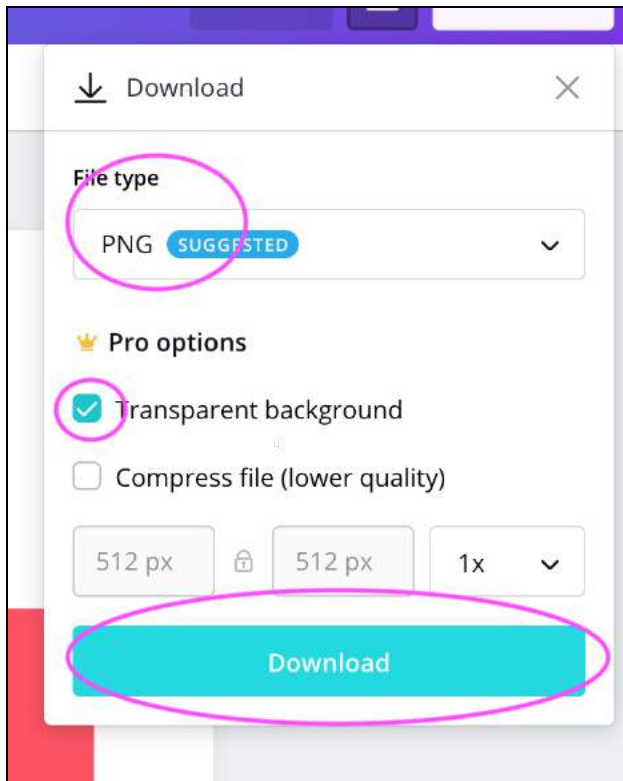 Download
File type
PNG SUGGESTED
Pro options
Transparent background
Compress file (lower quality)
512 px 512 px 1x
Download